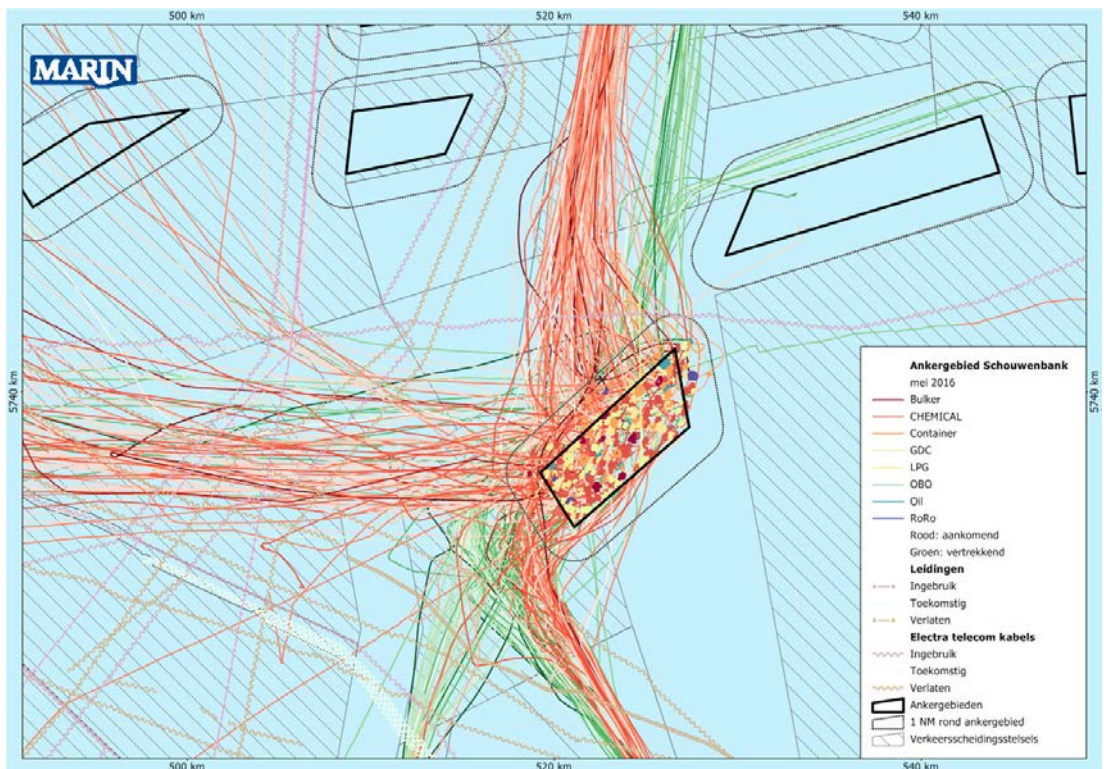 500 km
520 km
540 km
MARIN
5740 km
5740 km
Ankergebied Schouwenbank
mei 2016
Bulker
CHEMICAL
Container
GDC
LPG
OBO
Oil
RoRo
Rood: aankomend
Groen: vertrekkend
Leidingen
Ingebruik
Toekomstig
Verlaten
Electra telecom kabels
Ingebruik
Toekomstig
Verlaten
Ankergebieden
1 NM rond ankergebied
Verkeersscheidingsstelsels
500 km
520 km
540 km